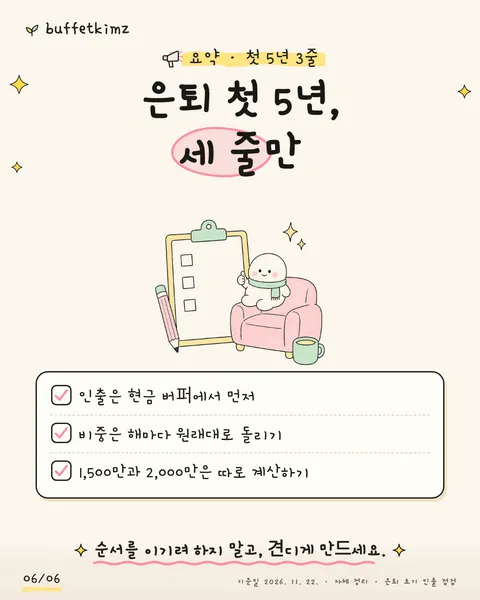 buffetkimz
요약 · 첫 5년 3줄
은퇴 첫 5년,
세 줄만
인출은 현금 버퍼에서 먼저
비중은 해마다 원래대로 돌리기
1,500만과 2,000만은 따로 계산하기
순서를 이기려 하지 말고, 견디게 만드세요.
06/06
기준일 2026. 11. 22. · 자체 정리 · 은퇴 초기 인출 점검